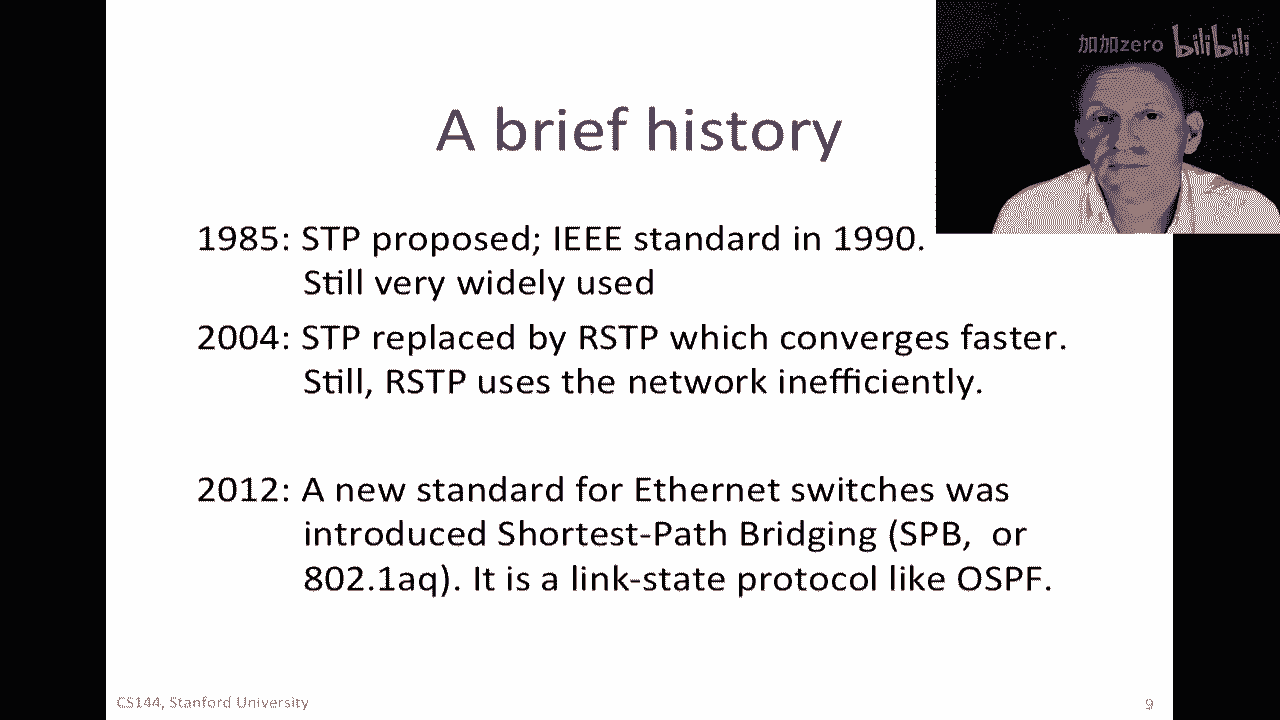 加加zero bilibili
A brief history
1985: STP proposed; IEEE standard in 1990.
Still very widely used
2004: STP replaced by RSTP which converges faster.
Still, RSTP uses the network inefficiently.
2012: A new standard for Ethernet switches was
introduced Shortest-Path Bridging (SPB, or
802.1aq). It is a link-state protocol like OSPF.
CS144, Stanford University
9